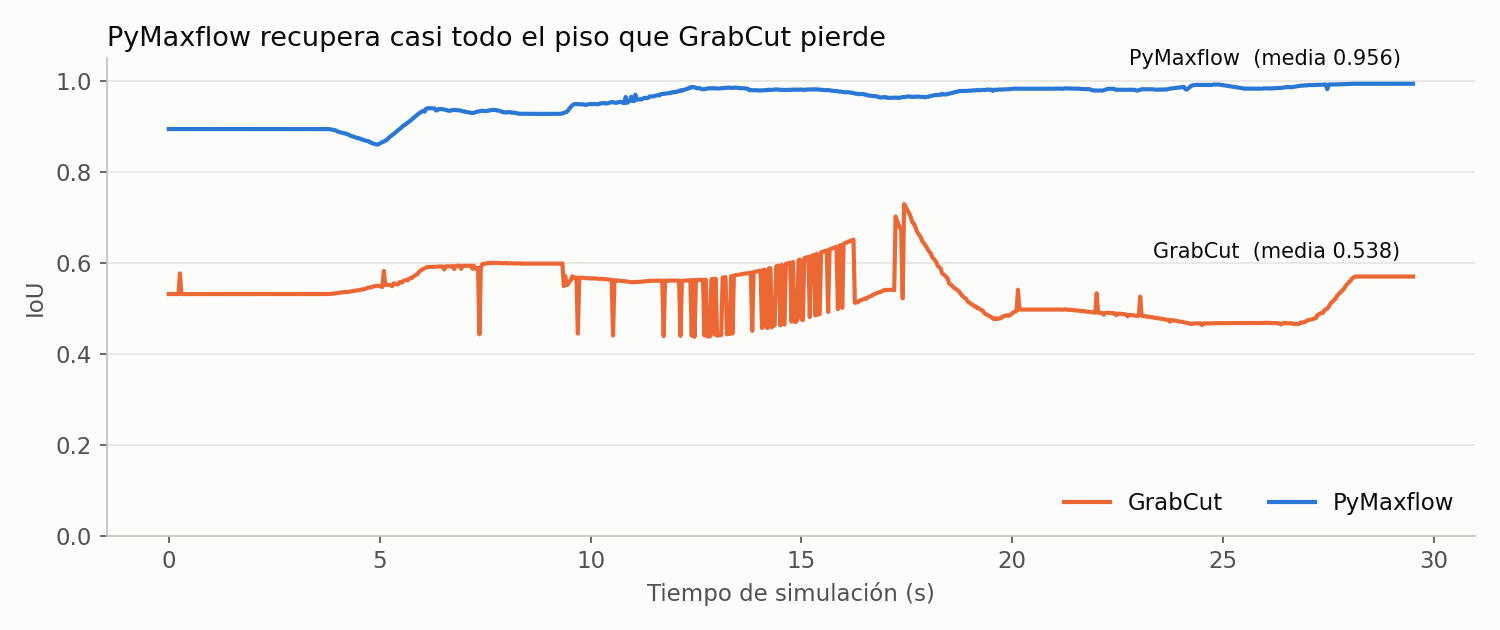 PyMaxflow recupera casi todo el piso que GrabCut pierde
PyMaxflow (media 0.956)
GrabCut (media 0.538)
IoU
1.0
0.8
0.6
0.4
0.2
0.0
GrabCut
PyMaxflow
0 5 10 15 20 25 30
Tiempo de simulación (s)